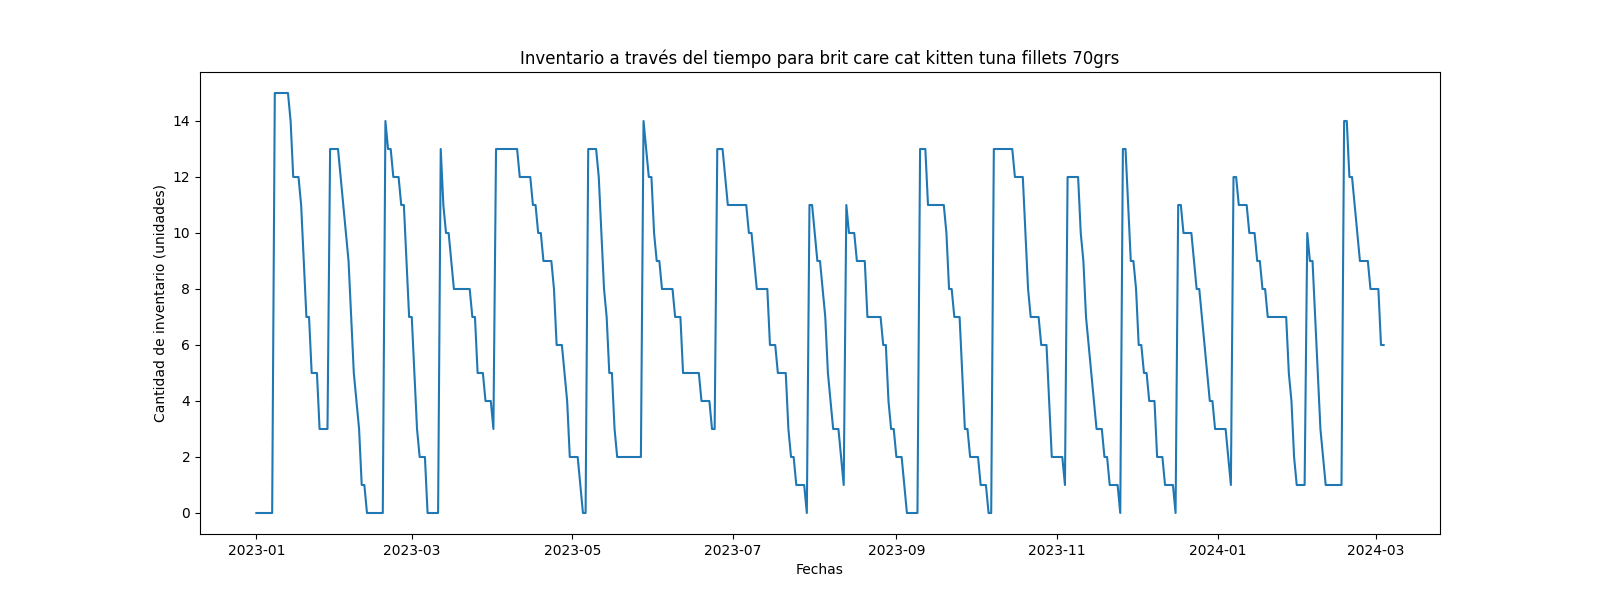 Inventario a través del tiempo para brit care cat kitten tuna fillets 70grs
Cantidad de inventario (unidades)
14
12
10
8
6
4
2
0
2023-01 2023-03 2023-05 2023-07 2023-09 2023-11 2024-01 2024-03
Fechas